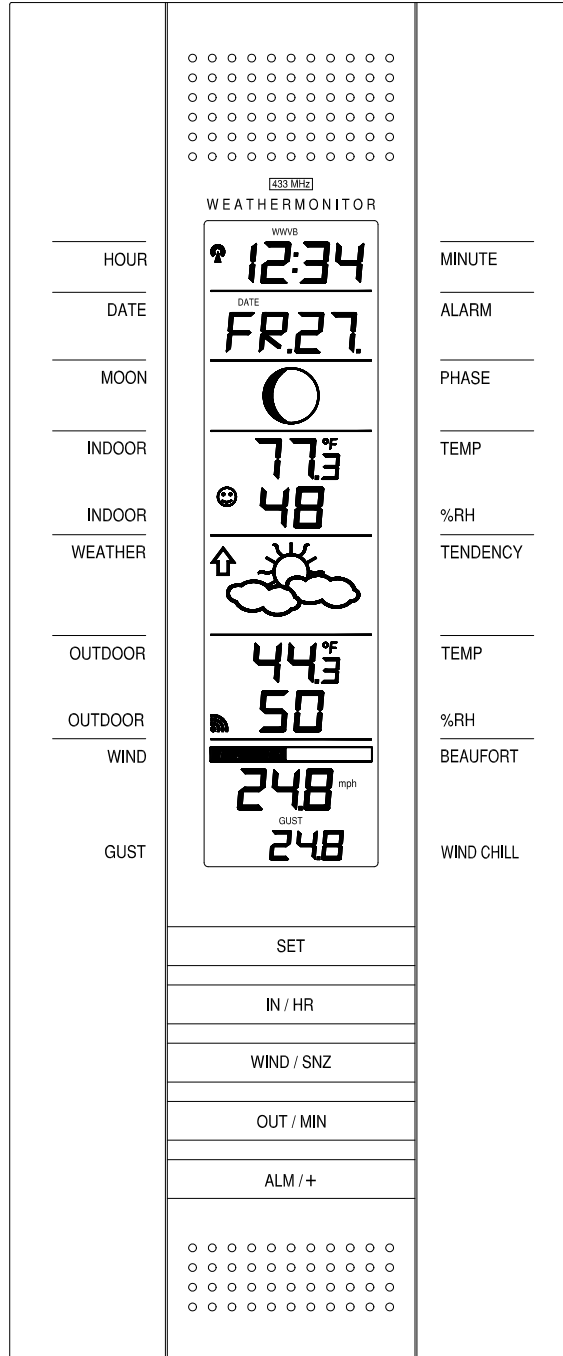 433 MHz
WEATHERMONITOR
WWVB
HOUR 12:34 MINUTE
DATE
DATE FR.27. ALARM
MOON PHASE
INDOOR 77.3 °F TEMP
INDOOR 48 %RH
WEATHER TENDENCY
OUTDOOR 44.3 °F TEMP
OUTDOOR 50 %RH
WIND BEAUFORT
24.8 mph
GUST
GUST 24.8 WIND CHILL
SET
IN / HR
WIND / SNZ
OUT / MIN
ALM / +